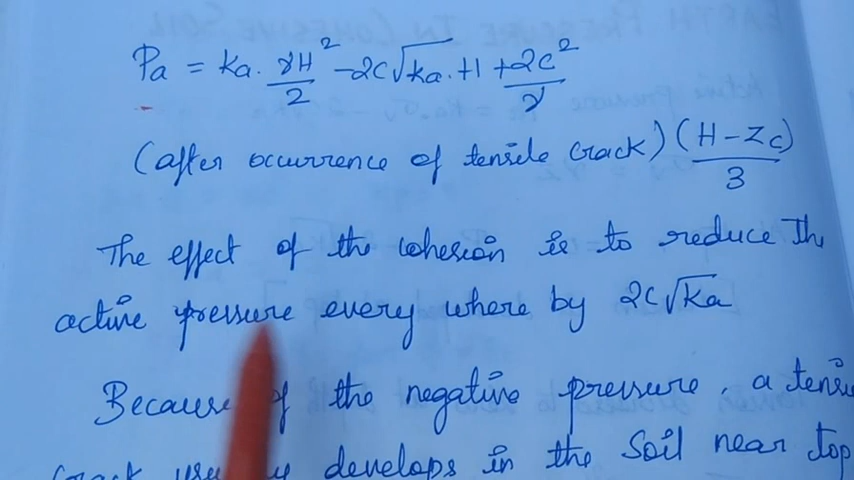 Pa = ka. γH²/2 - 2C√ka. H + 2C²/γ
(after occurrence of tensile crack) (H-Zc)/3
The effect of the cohesion is to reduce Th
active pressure every where by 2C√Ka
Because of the negative pressure, a tensi
develops in the soil near top